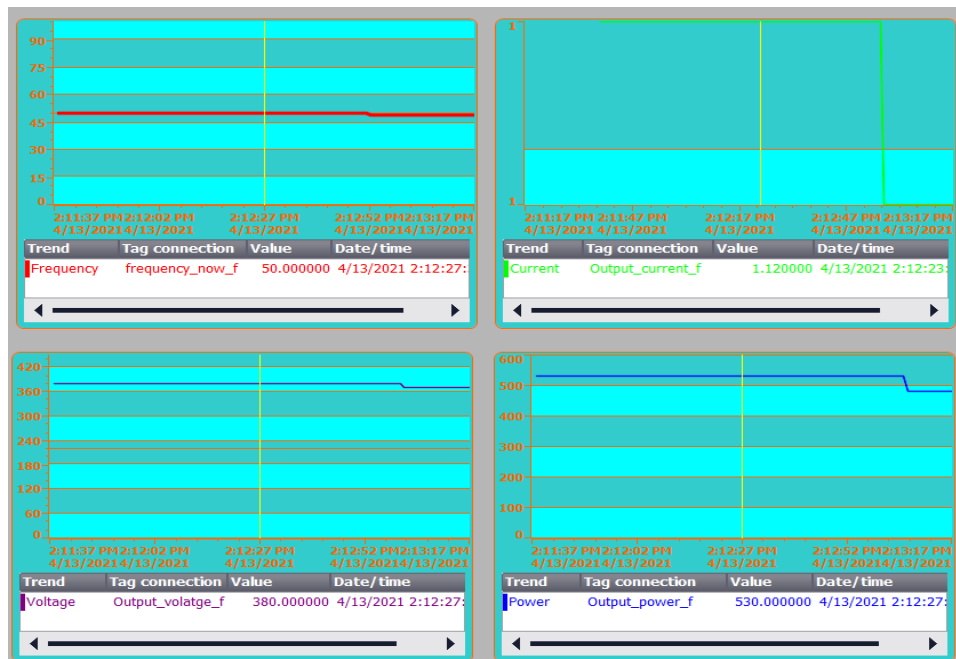 90
75
60
45
30
15
0
2:11:37 PM 2:12:02 PM 2:12:27 PM 2:12:52 PM 2:13:17 PM
4/13/2021 4/13/2021 4/13/2021 4/13/2021 4/13/2021
Trend Tag connection Value Date/time
Frequency frequency_now_f 50.000000 4/13/2021 2:12:27:
1
1
2:11:17 PM 2:11:47 PM 2:12:17 PM 2:12:47 PM 2:13:17 PM
4/13/2021 4/13/2021 4/13/2021 4/13/2021 4/13/2021
Trend Tag connection Value Date/time
Current Output_current_f 1.120000 4/13/2021 2:12:23:
420
360
300
240
180
120
60
0
2:11:37 PM 2:12:02 PM 2:12:27 PM 2:12:52 PM 2:13:17 PM
4/13/2021 4/13/2021 4/13/2021 4/13/2021 4/13/2021
Trend Tag connection Value Date/time
Voltage Output_volatge_f 380.000000 4/13/2021 2:12:27:
600
500
400
300
200
100
0
2:11:37 PM 2:12:02 PM 2:12:27 PM 2:12:52 PM 2:13:17 PM
4/13/2021 4/13/2021 4/13/2021 4/13/2021 4/13/2021
Trend Tag connection Value Date/time
Power Output_power_f 530.000000 4/13/2021 2:12:27: